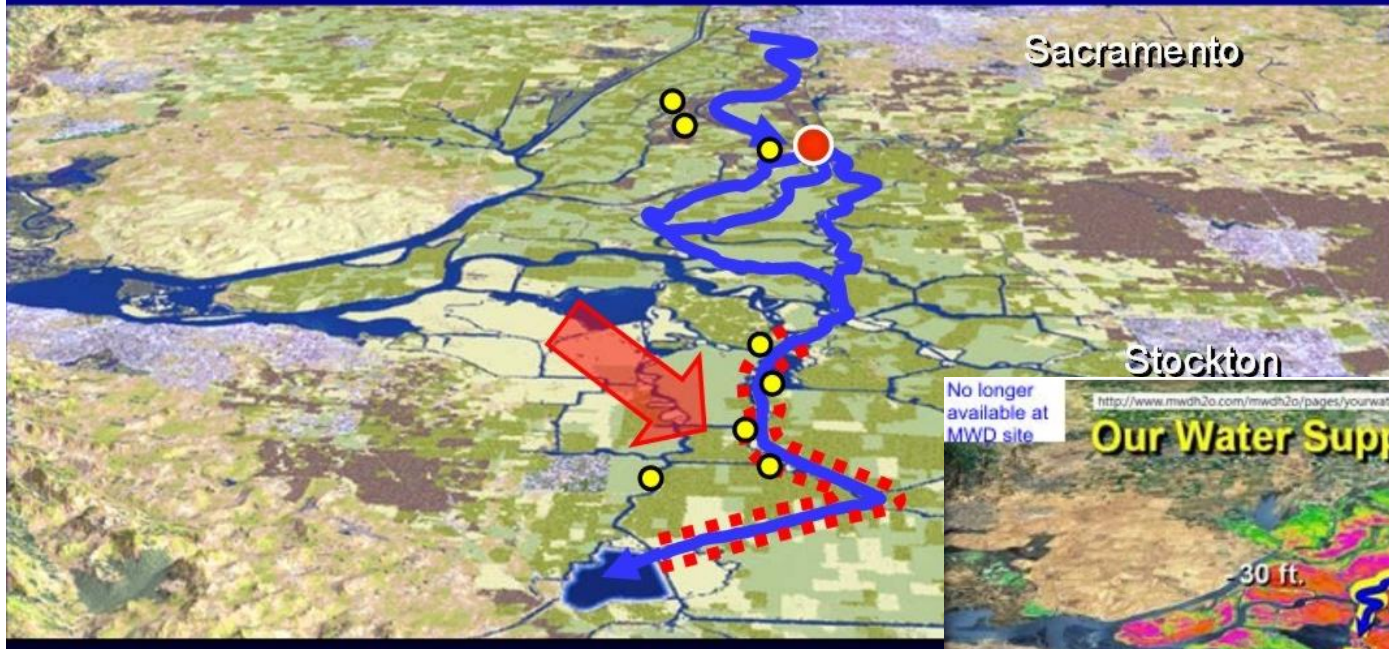 Sacramento
Stockton
No longer
available at
MWD site
http://www.mwdh2o.com/mwdh2o/pages/yourwat
Our Water Supp
- 30 ft.